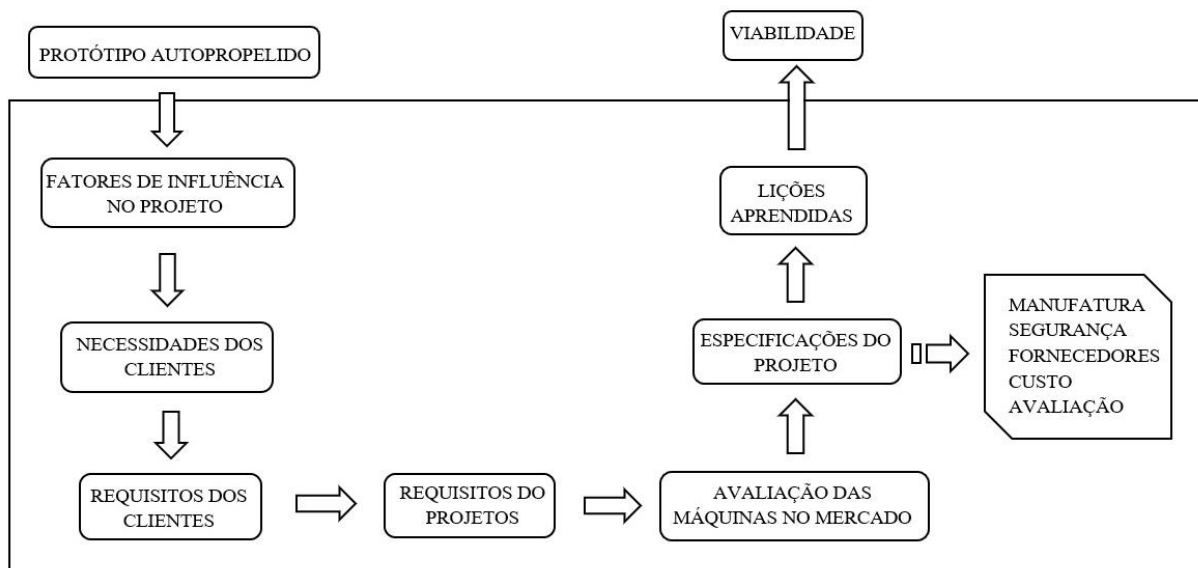 PROTÓTIPO AUTOPROPELIDO
FATORES DE INFLUÊNCIA
NO PROJETO
NECESSIDADES DOS
CLIENTES
REQUISITOS DOS
CLIENTES
REQUISITOS DO
PROJETOS
AVALIAÇÃO DAS
MÁQUINAS NO MERCADO
ESPECIFICAÇÕES DO
PROJETO
MANUFATURA
SEGURANÇA
FORNECEDORES
CUSTO
AVALIAÇÃO
LIÇÕES
APRENDIDAS
VIABILIDADE